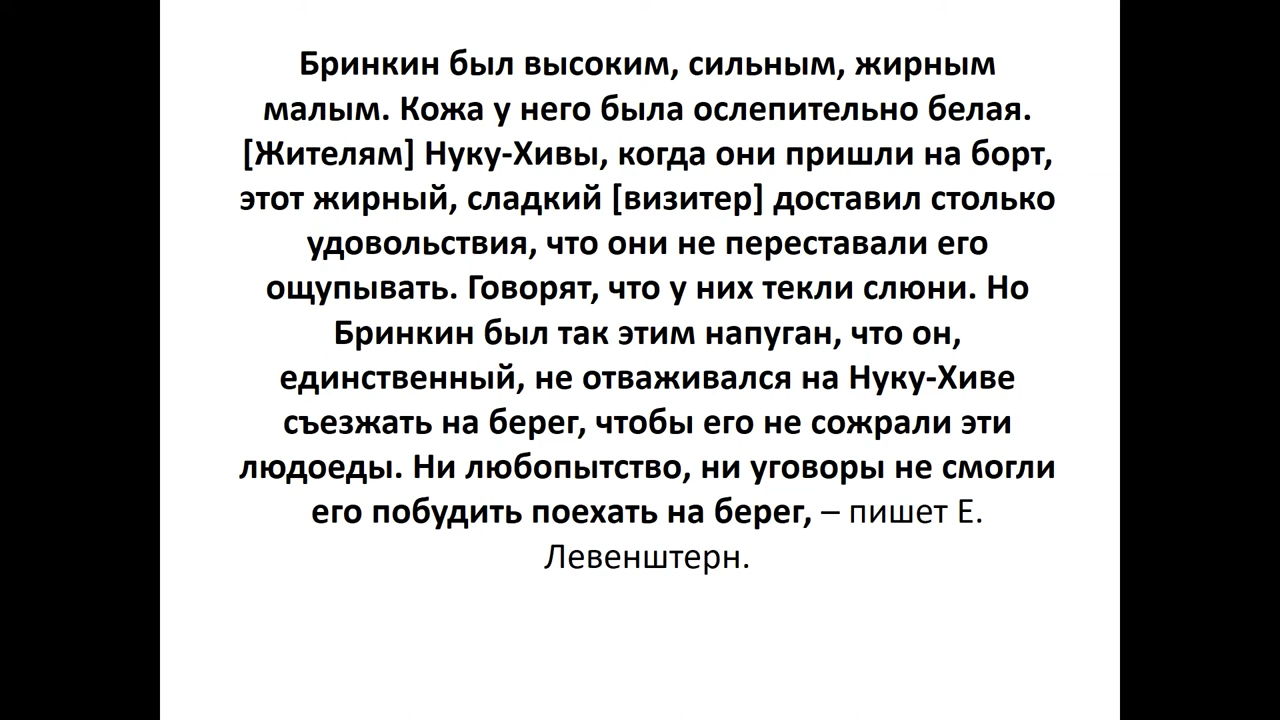 Бринкин был высоким, сильным, жирным
малым. Кожа у него была ослепительно белая.
[Жителям] Нуку-Хивы, когда они пришли на борт,
этот жирный, сладкий [визитер] доставил столько
удовольствия, что они не переставали его
ощупывать. Говорят, что у них текли слюни. Но
Бринкин был так этим напуган, что он,
единственный, не отваживался на Нуку-Хиве
съезжать на берег, чтобы его не сожрали эти
людоеды. Ни любопытство, ни уговоры не смогли
его побудить поехать на берег, – пишет Е.
Левенштерн.